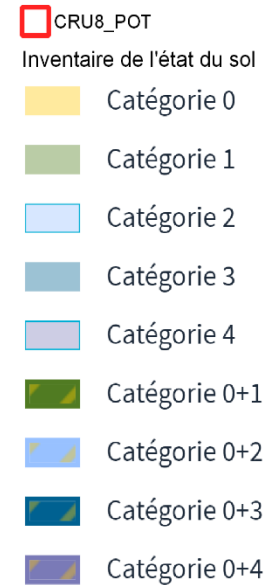 CRU8_POT
Inventaire de l'état du sol
Catégorie 0
Catégorie 1
Catégorie 2
Catégorie 3
Catégorie 4
Catégorie 0+1
Catégorie 0+2
Catégorie 0+3
Catégorie 0+4